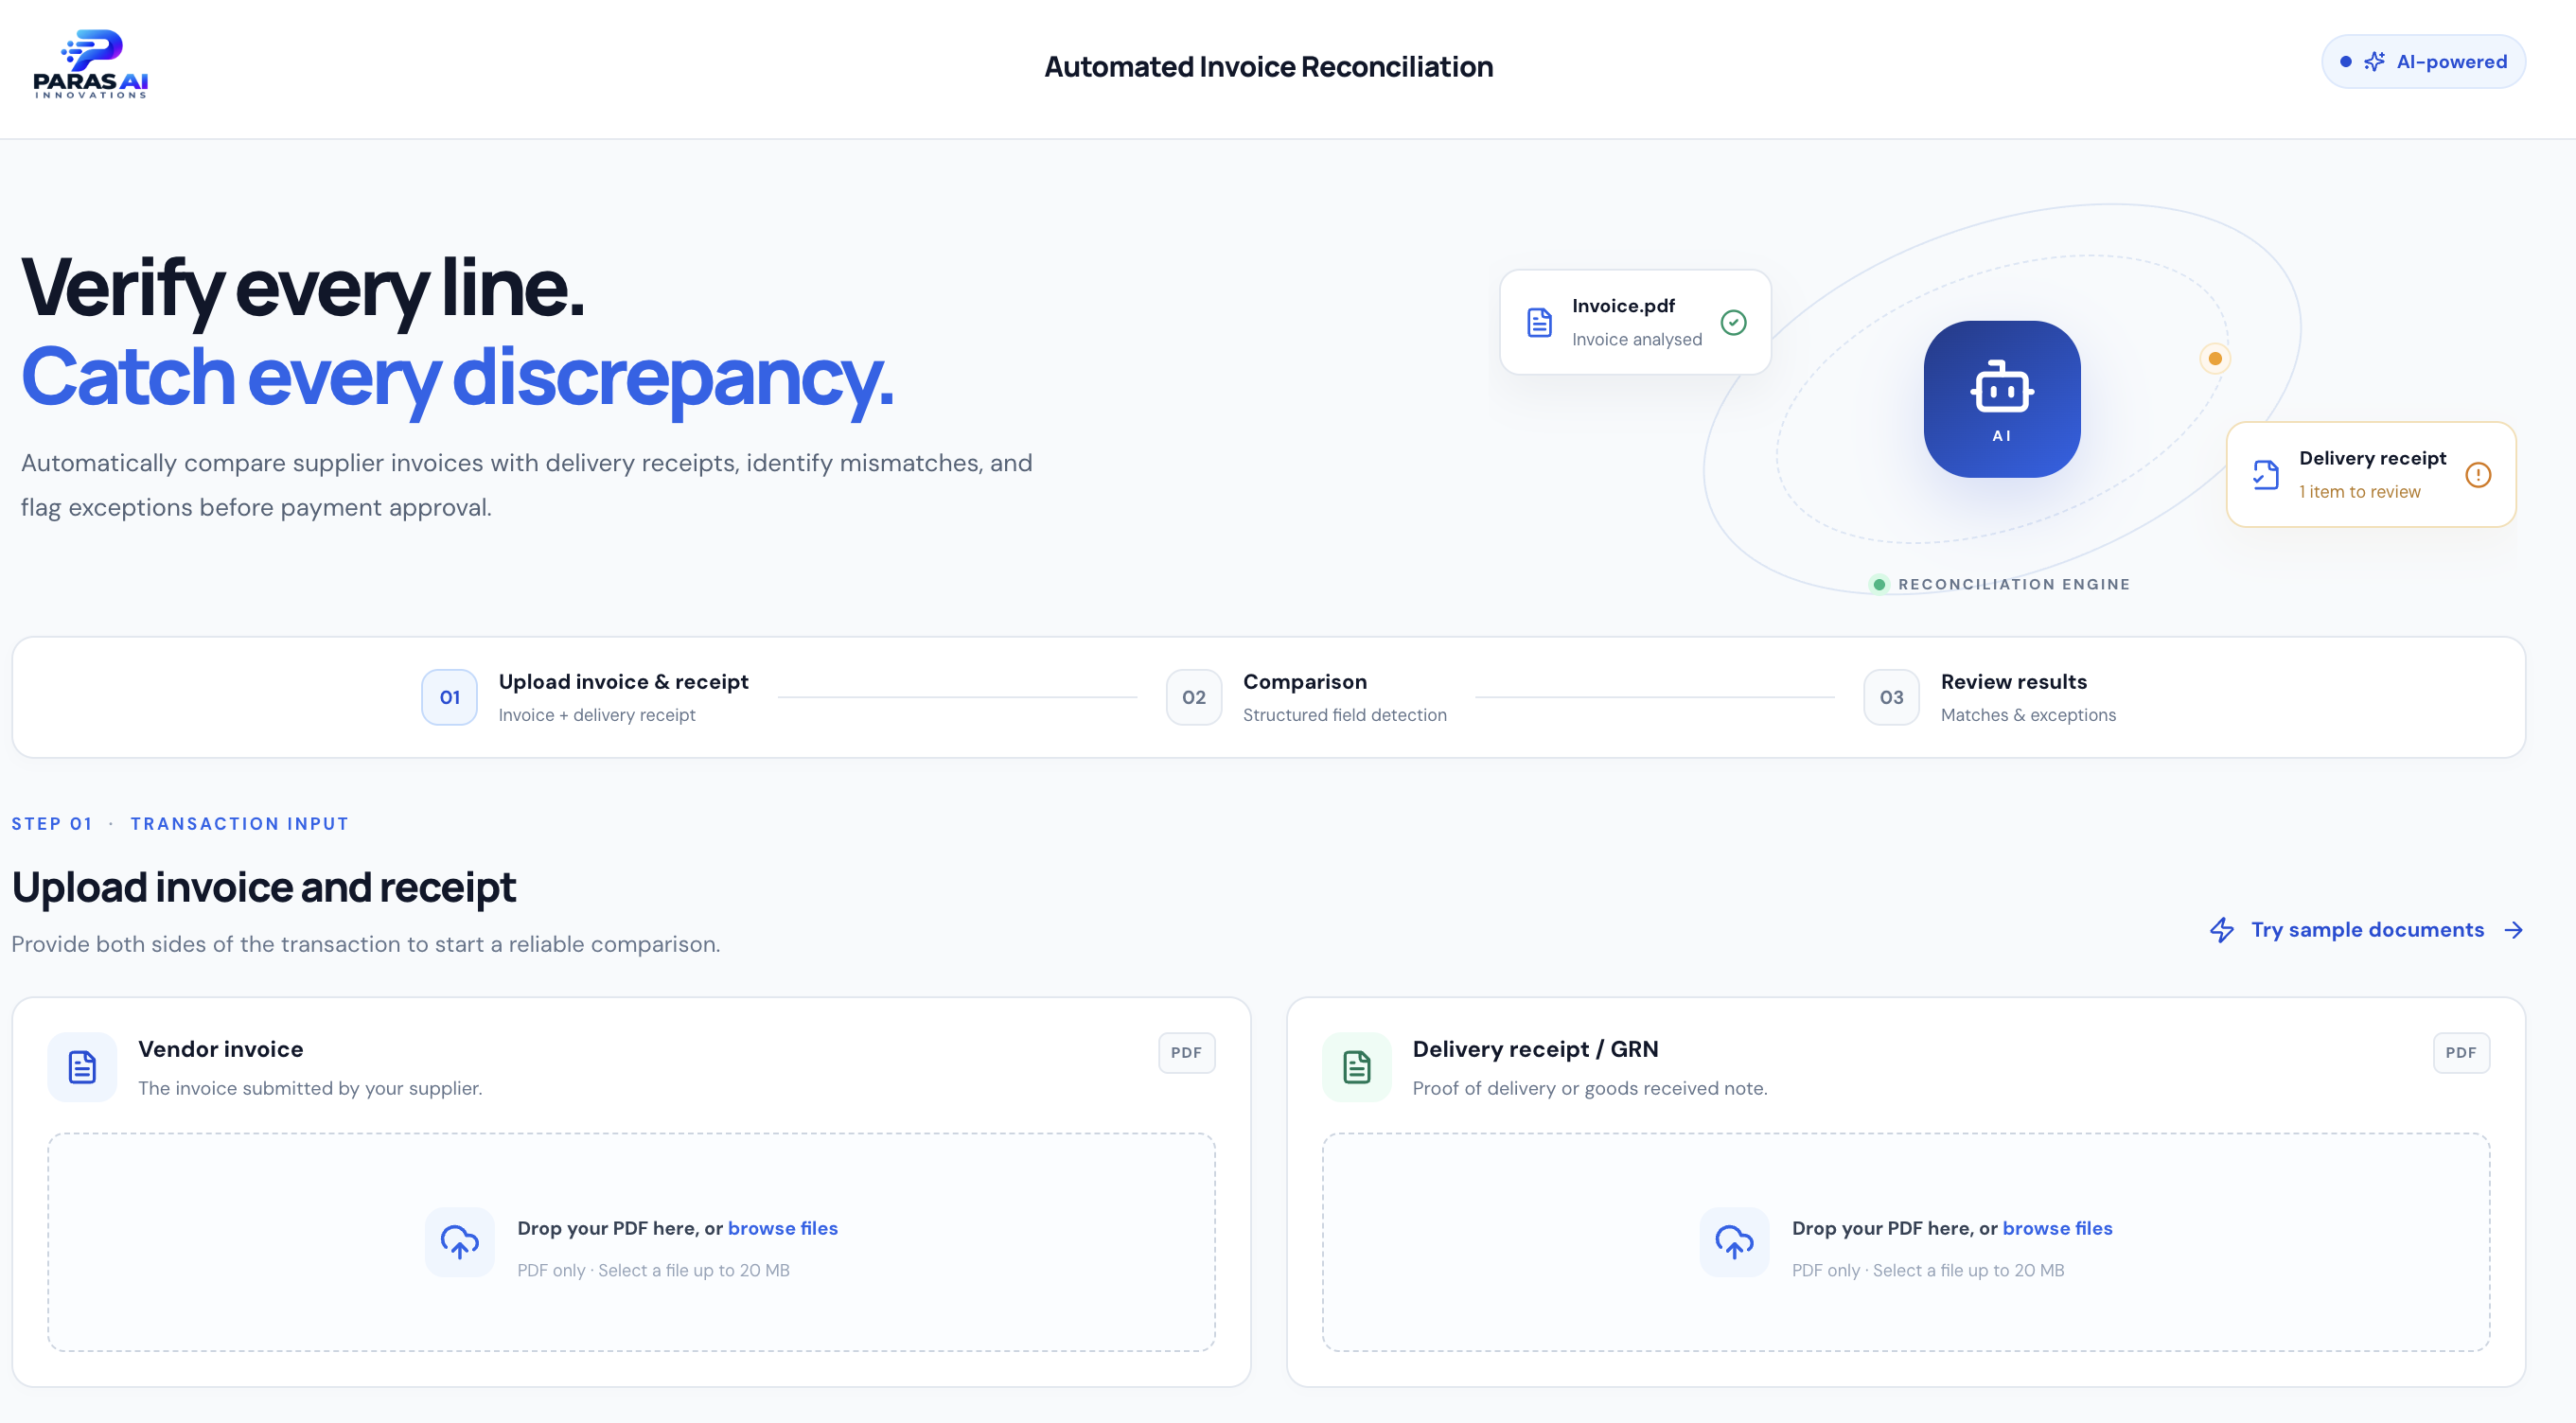 PARAS AI
INNOVATIONS
Automated Invoice Reconciliation
AI-powered
Verify every line.
Catch every discrepancy.
Automatically compare supplier invoices with delivery receipts, identify mismatches, and
flag exceptions before payment approval.
Invoice.pdf
Invoice analysed
AI
Delivery receipt
1 item to review
RECONCILIATION ENGINE
01
Upload invoice & receipt
Invoice + delivery receipt
02
Comparison
Structured field detection
03
Review results
Matches & exceptions
STEP 01 · TRANSACTION INPUT
Upload invoice and receipt
Provide both sides of the transaction to start a reliable comparison.
Try sample documents
Vendor invoice
The invoice submitted by your supplier.
PDF
Drop your PDF here, or browse files
PDF only · Select a file up to 20 MB
Delivery receipt / GRN
Proof of delivery or goods received note.
PDF
Drop your PDF here, or browse files
PDF only · Select a file up to 20 MB